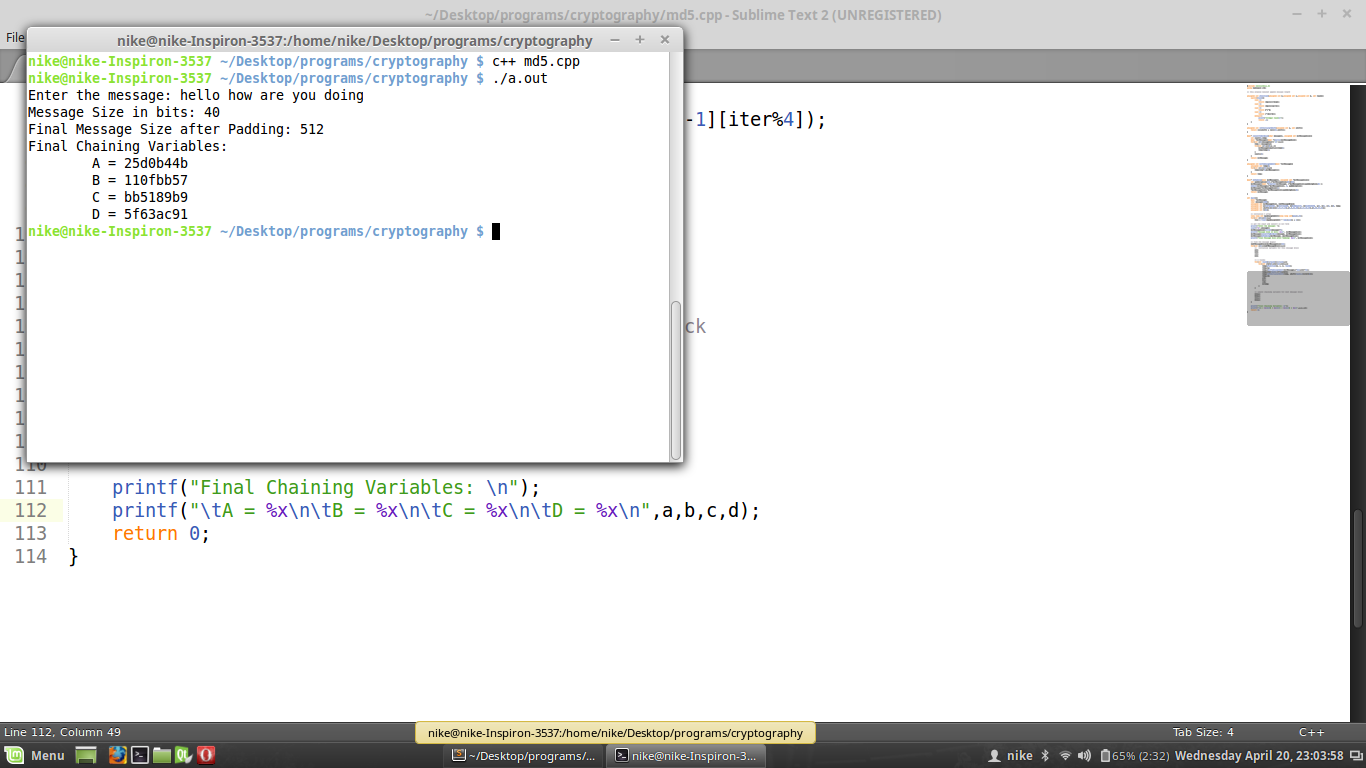 ~/Desktop/programs/cryptography/md5.cpp - Sublime Text 2 (UNREGISTERED)
File
nike@nike-Inspiron-3537:/home/nike/Desktop/programs/cryptography
nike@nike-Inspiron-3537 ~/Desktop/programs/cryptography $ c++ md5.cpp
nike@nike-Inspiron-3537 ~/Desktop/programs/cryptography $ ./a.out
Enter the message: hello how are you doing
Message Size in bits: 40
Final Message Size after Padding: 512
Final Chaining Variables:
A = 25d0b44b
B = 110fbb57
C = bb5189b9
D = 5f63ac91
nike@nike-Inspiron-3537 ~/Desktop/programs/cryptography $
-1][iter%4]);
ck
110
111 printf("Final Chaining Variables: \n");
112 printf("\tA = %x\n\tB = %x\n\tC = %x\n\tD = %x\n",a,b,c,d);
113 return 0;
114 }
Line 112, Column 49
nike@nike-Inspiron-3537:/home/nike/Desktop/programs/cryptography
Tab Size: 4
C++
Menu
~/Desktop/programs/...
nike@nike-Inspiron-3...
nike
65% (2:32)
Wednesday April 20, 23:03:58